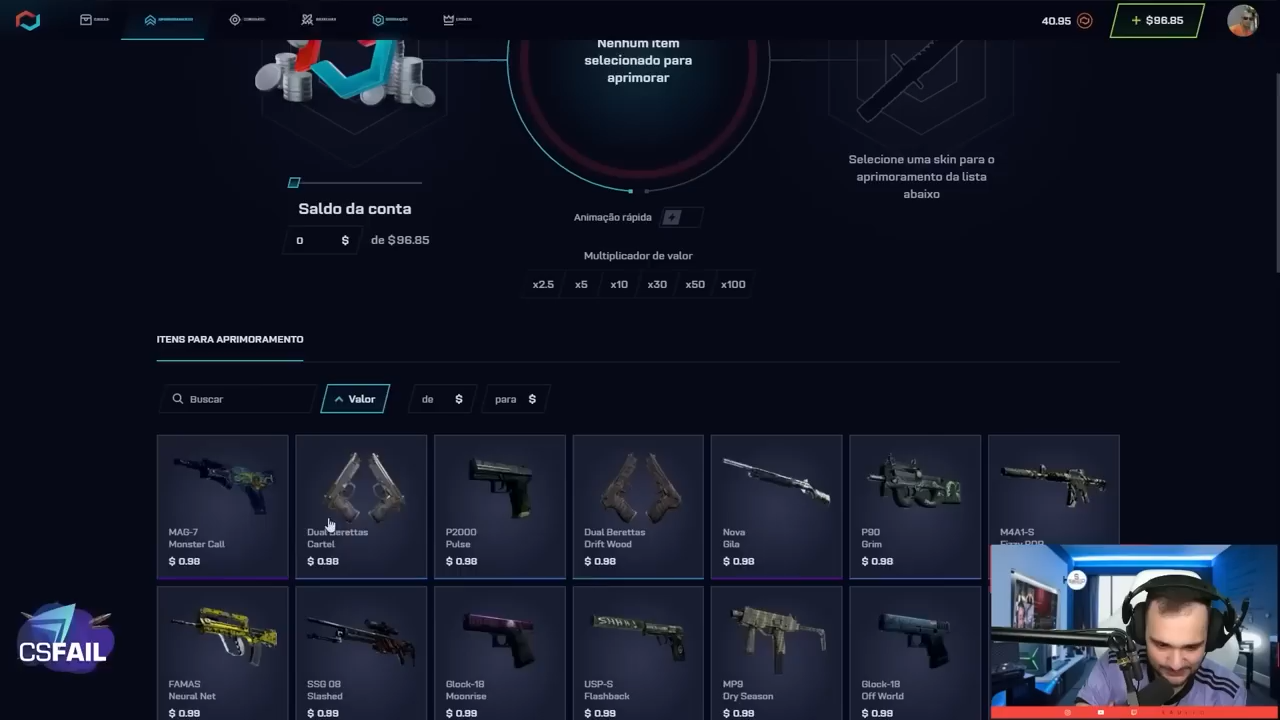 40.95
+ $96.85
Nenhum item
selecionado para
aprimorar
Selecione uma skin para o
aprimoramento da lista
abaixo
Saldo da conta
0 $ de $96.85
Animação rápida
Multiplicador de valor
x2.5 x5 x10 x30 x50 x100
ITENS PARA APRIMORAMENTO
Buscar
Valor
de $
para $
MAG-7
Monster Call
$ 0.98
Dual Berettas
Cartel
$ 0.98
P2000
Pulse
$ 0.98
Dual Berettas
Drift Wood
$ 0.98
Nova
Gila
$ 0.98
P90
Grim
$ 0.98
M4A1-S
FAMAS
Neural Net
$ 0.99
SSG 08
Slashed
$ 0.99
Glock-18
Moonrise
$ 0.99
USP-S
Flashback
$ 0.99
MP9
Dry Season
$ 0.99
Glock-18
Off World
$ 0.99
CSFAIL